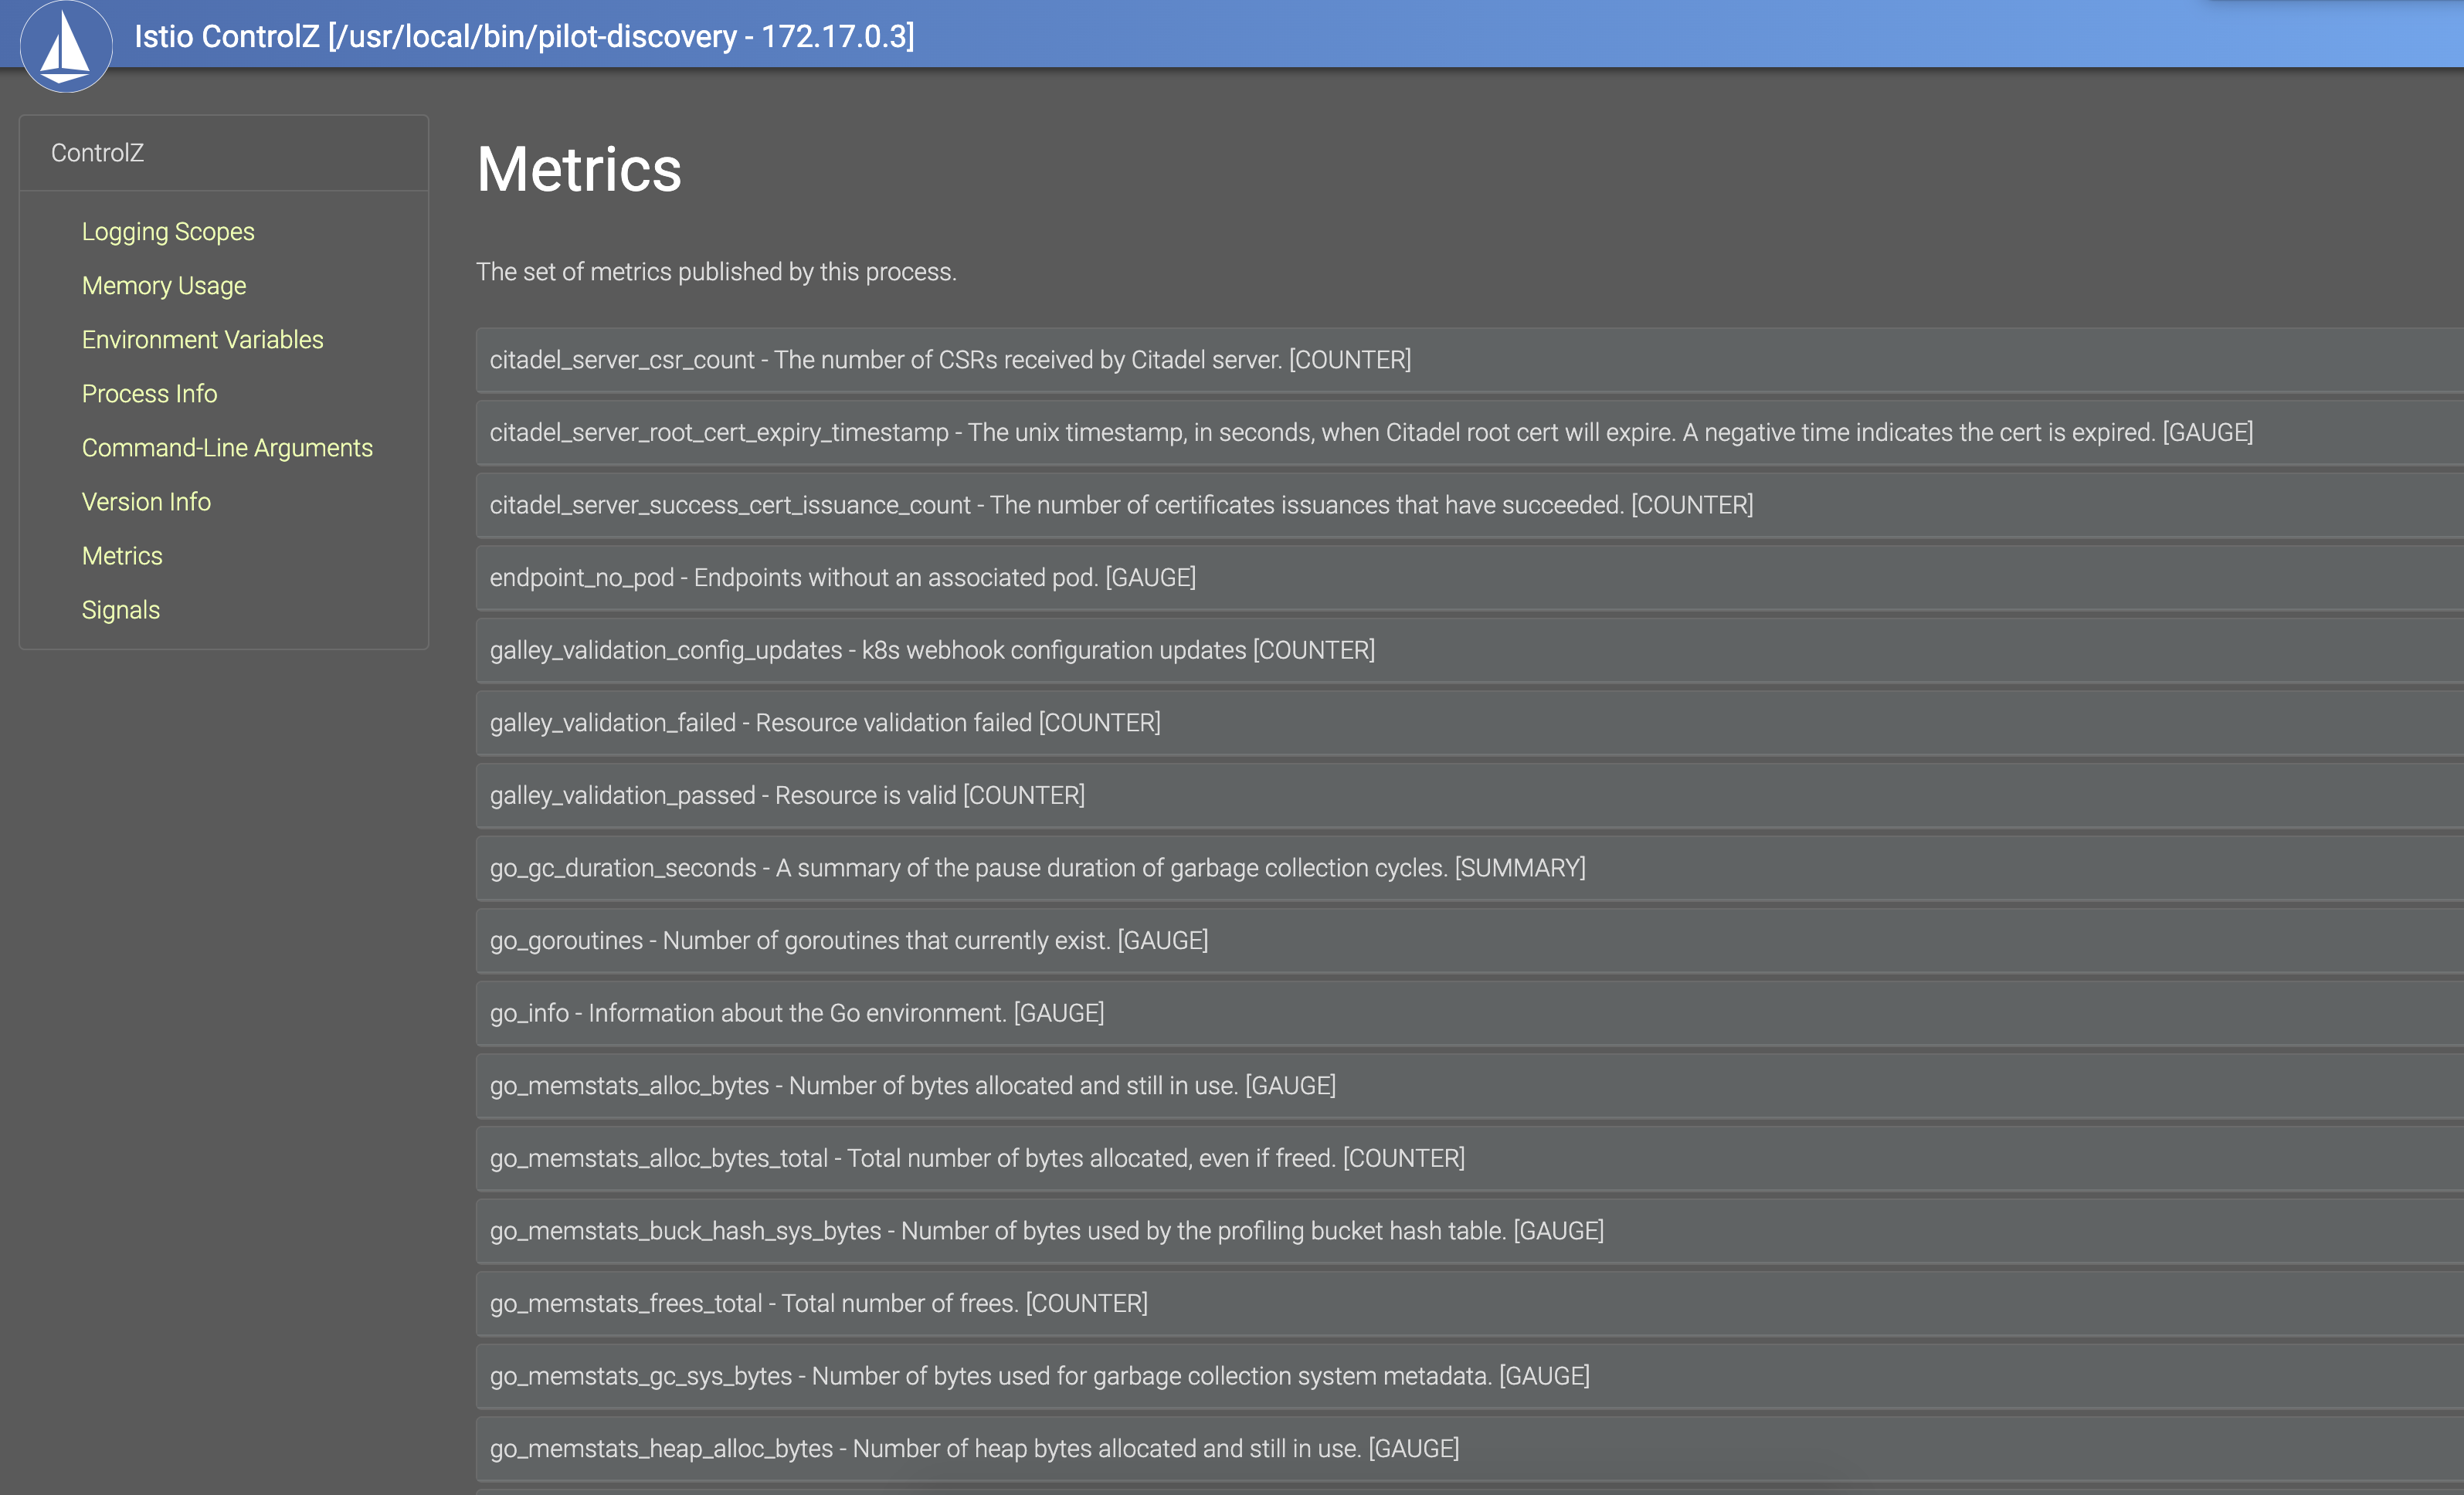 Istio ControlZ [/usr/local/bin/pilot-discovery - 172.17.0.3]
ControlZ
Logging Scopes
Memory Usage
Environment Variables
Process Info
Command-Line Arguments
Version Info
Metrics
Signals
Metrics
The set of metrics published by this process.
citadel_server_csr_count - The number of CSRs received by Citadel server. [COUNTER]
citadel_server_root_cert_expiry_timestamp - The unix timestamp, in seconds, when Citadel root cert will expire. A negative time indicates the cert is expired. [GAUGE]
citadel_server_success_cert_issuance_count - The number of certificates issuances that have succeeded. [COUNTER]
endpoint_no_pod - Endpoints without an associated pod. [GAUGE]
galley_validation_config_updates - k8s webhook configuration updates [COUNTER]
galley_validation_failed - Resource validation failed [COUNTER]
galley_validation_passed - Resource is valid [COUNTER]
go_gc_duration_seconds - A summary of the pause duration of garbage collection cycles. [SUMMARY]
go_goroutines - Number of goroutines that currently exist. [GAUGE]
go_info - Information about the Go environment. [GAUGE]
go_memstats_alloc_bytes - Number of bytes allocated and still in use. [GAUGE]
go_memstats_alloc_bytes_total - Total number of bytes allocated, even if freed. [COUNTER]
go_memstats_buck_hash_sys_bytes - Number of bytes used by the profiling bucket hash table. [GAUGE]
go_memstats_frees_total - Total number of frees. [COUNTER]
go_memstats_gc_sys_bytes - Number of bytes used for garbage collection system metadata. [GAUGE]
go_memstats_heap_alloc_bytes - Number of heap bytes allocated and still in use. [GAUGE]